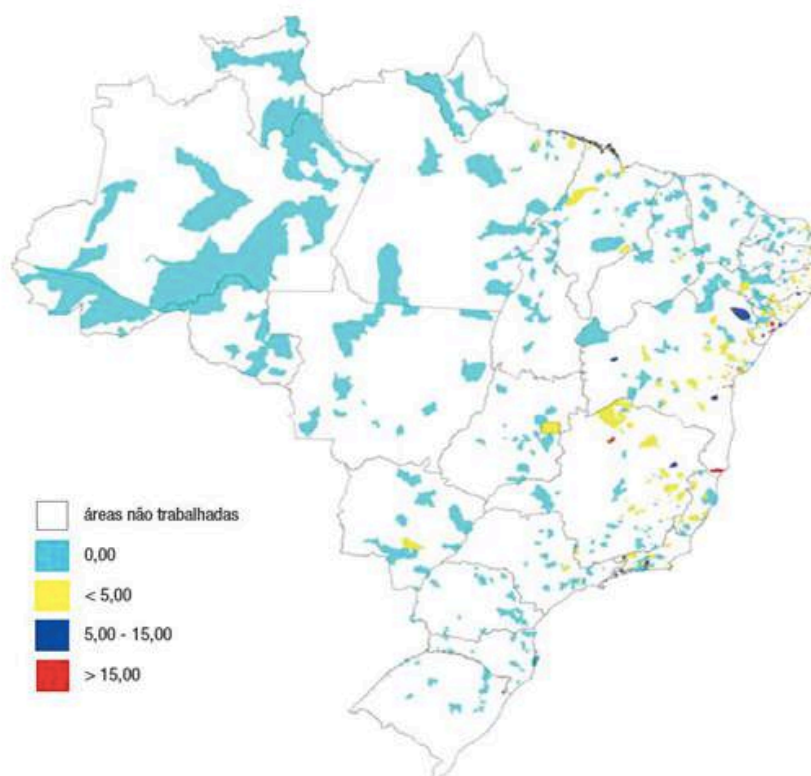 áreas não trabalhadas
0,00
< 5,00
5,00 - 15,00
> 15,00